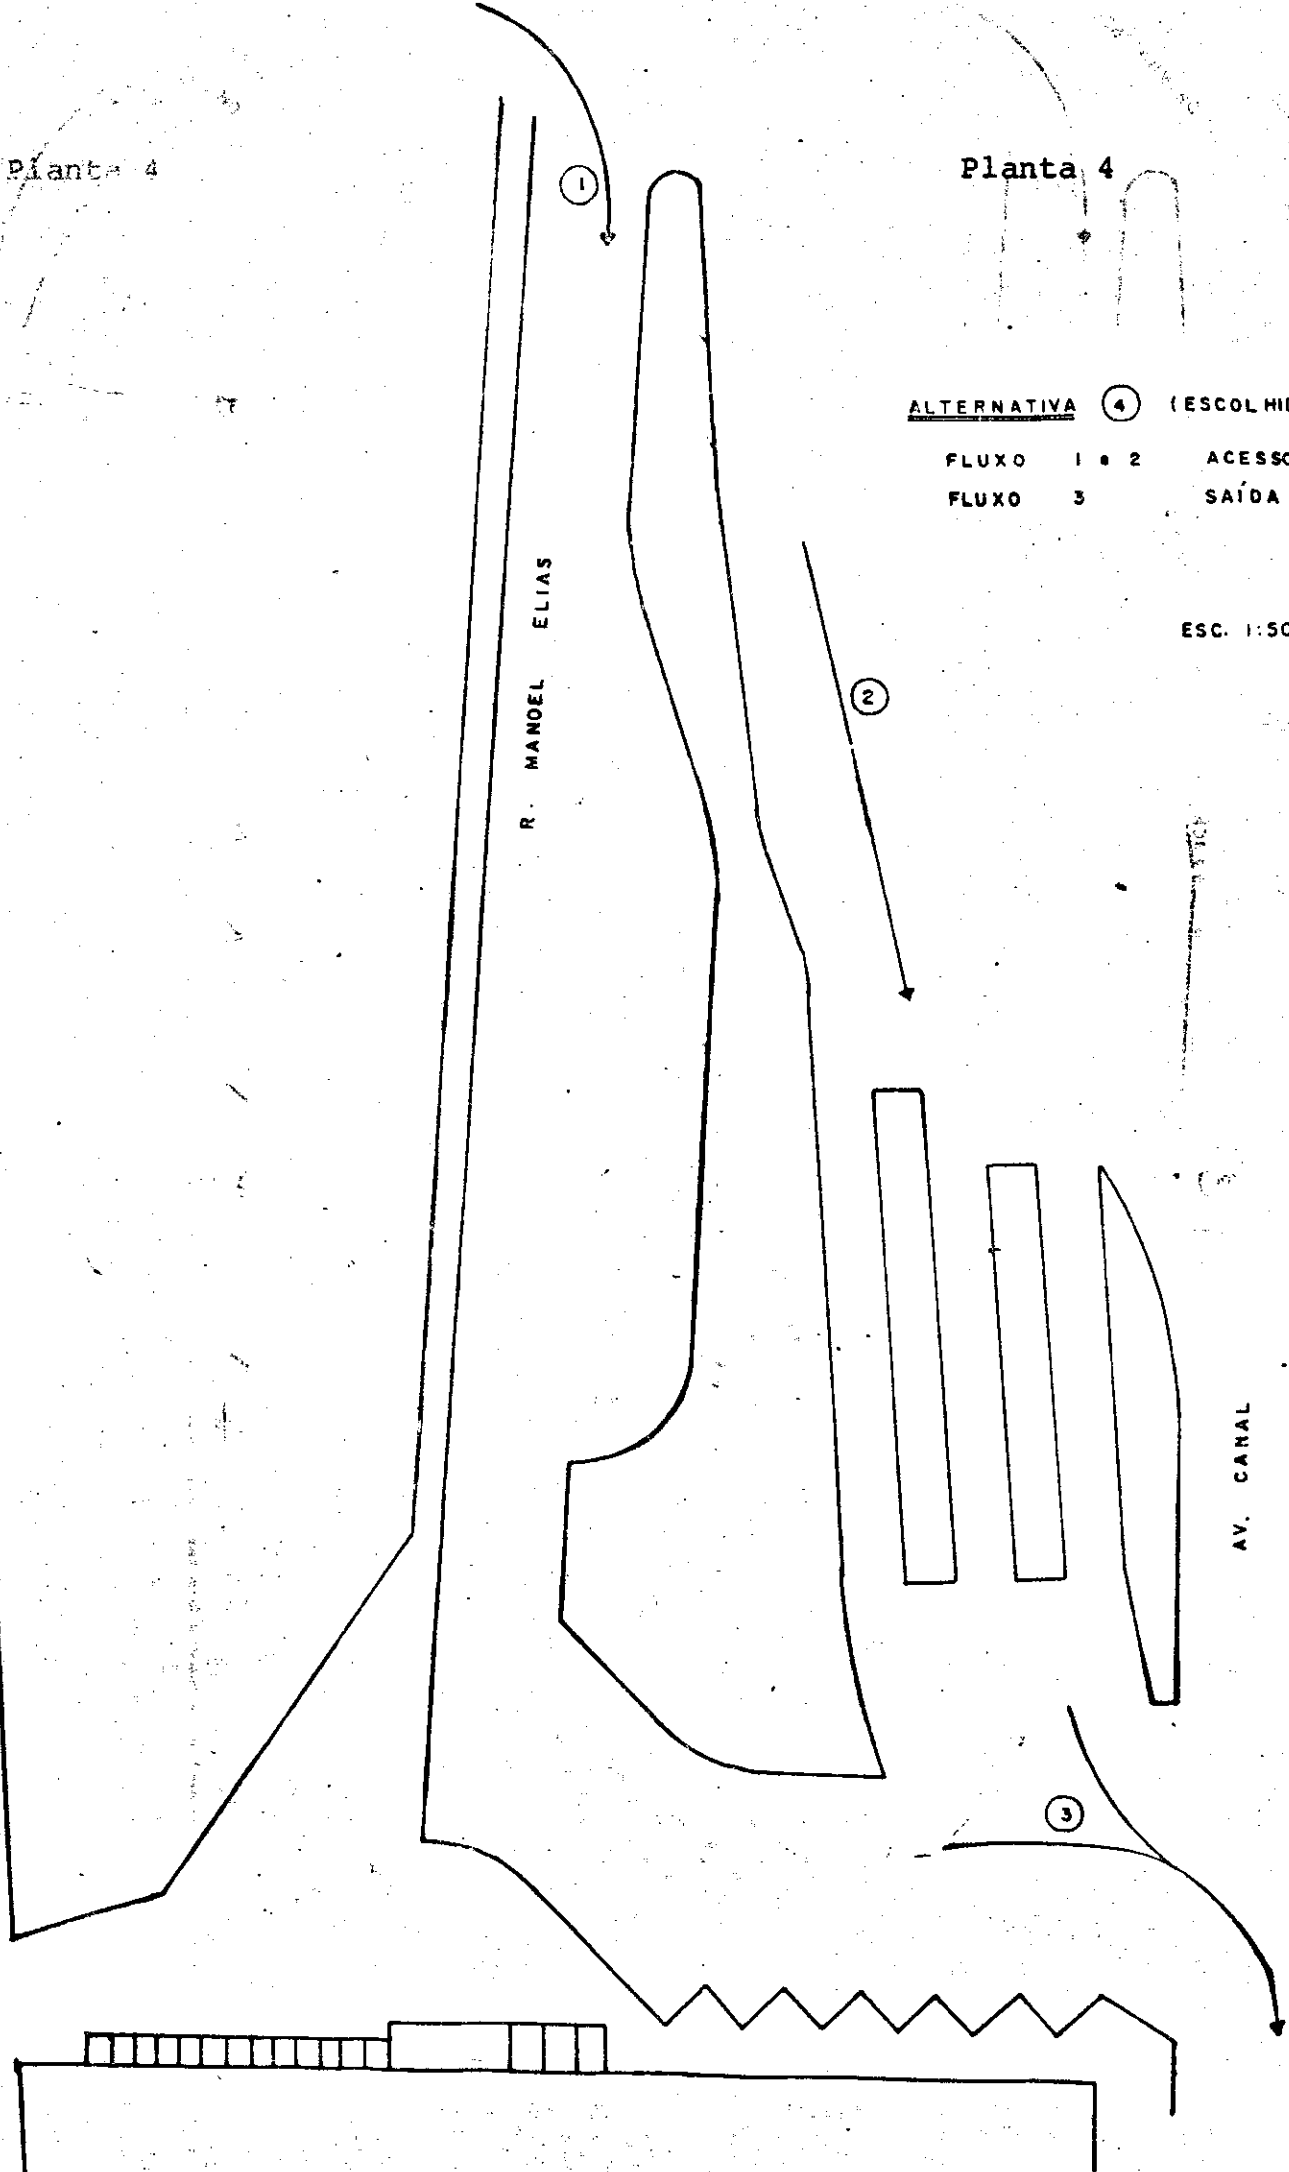 Planta 4
Planta 4
1
ALTERNATIVA 4 (ESCOLHI
FLUXO 1 e 2 ACESSO
FLUXO 3 SAÍDA
R. MANOEL ELIAS
ESC. 1:50
2
AV. CANAL
3